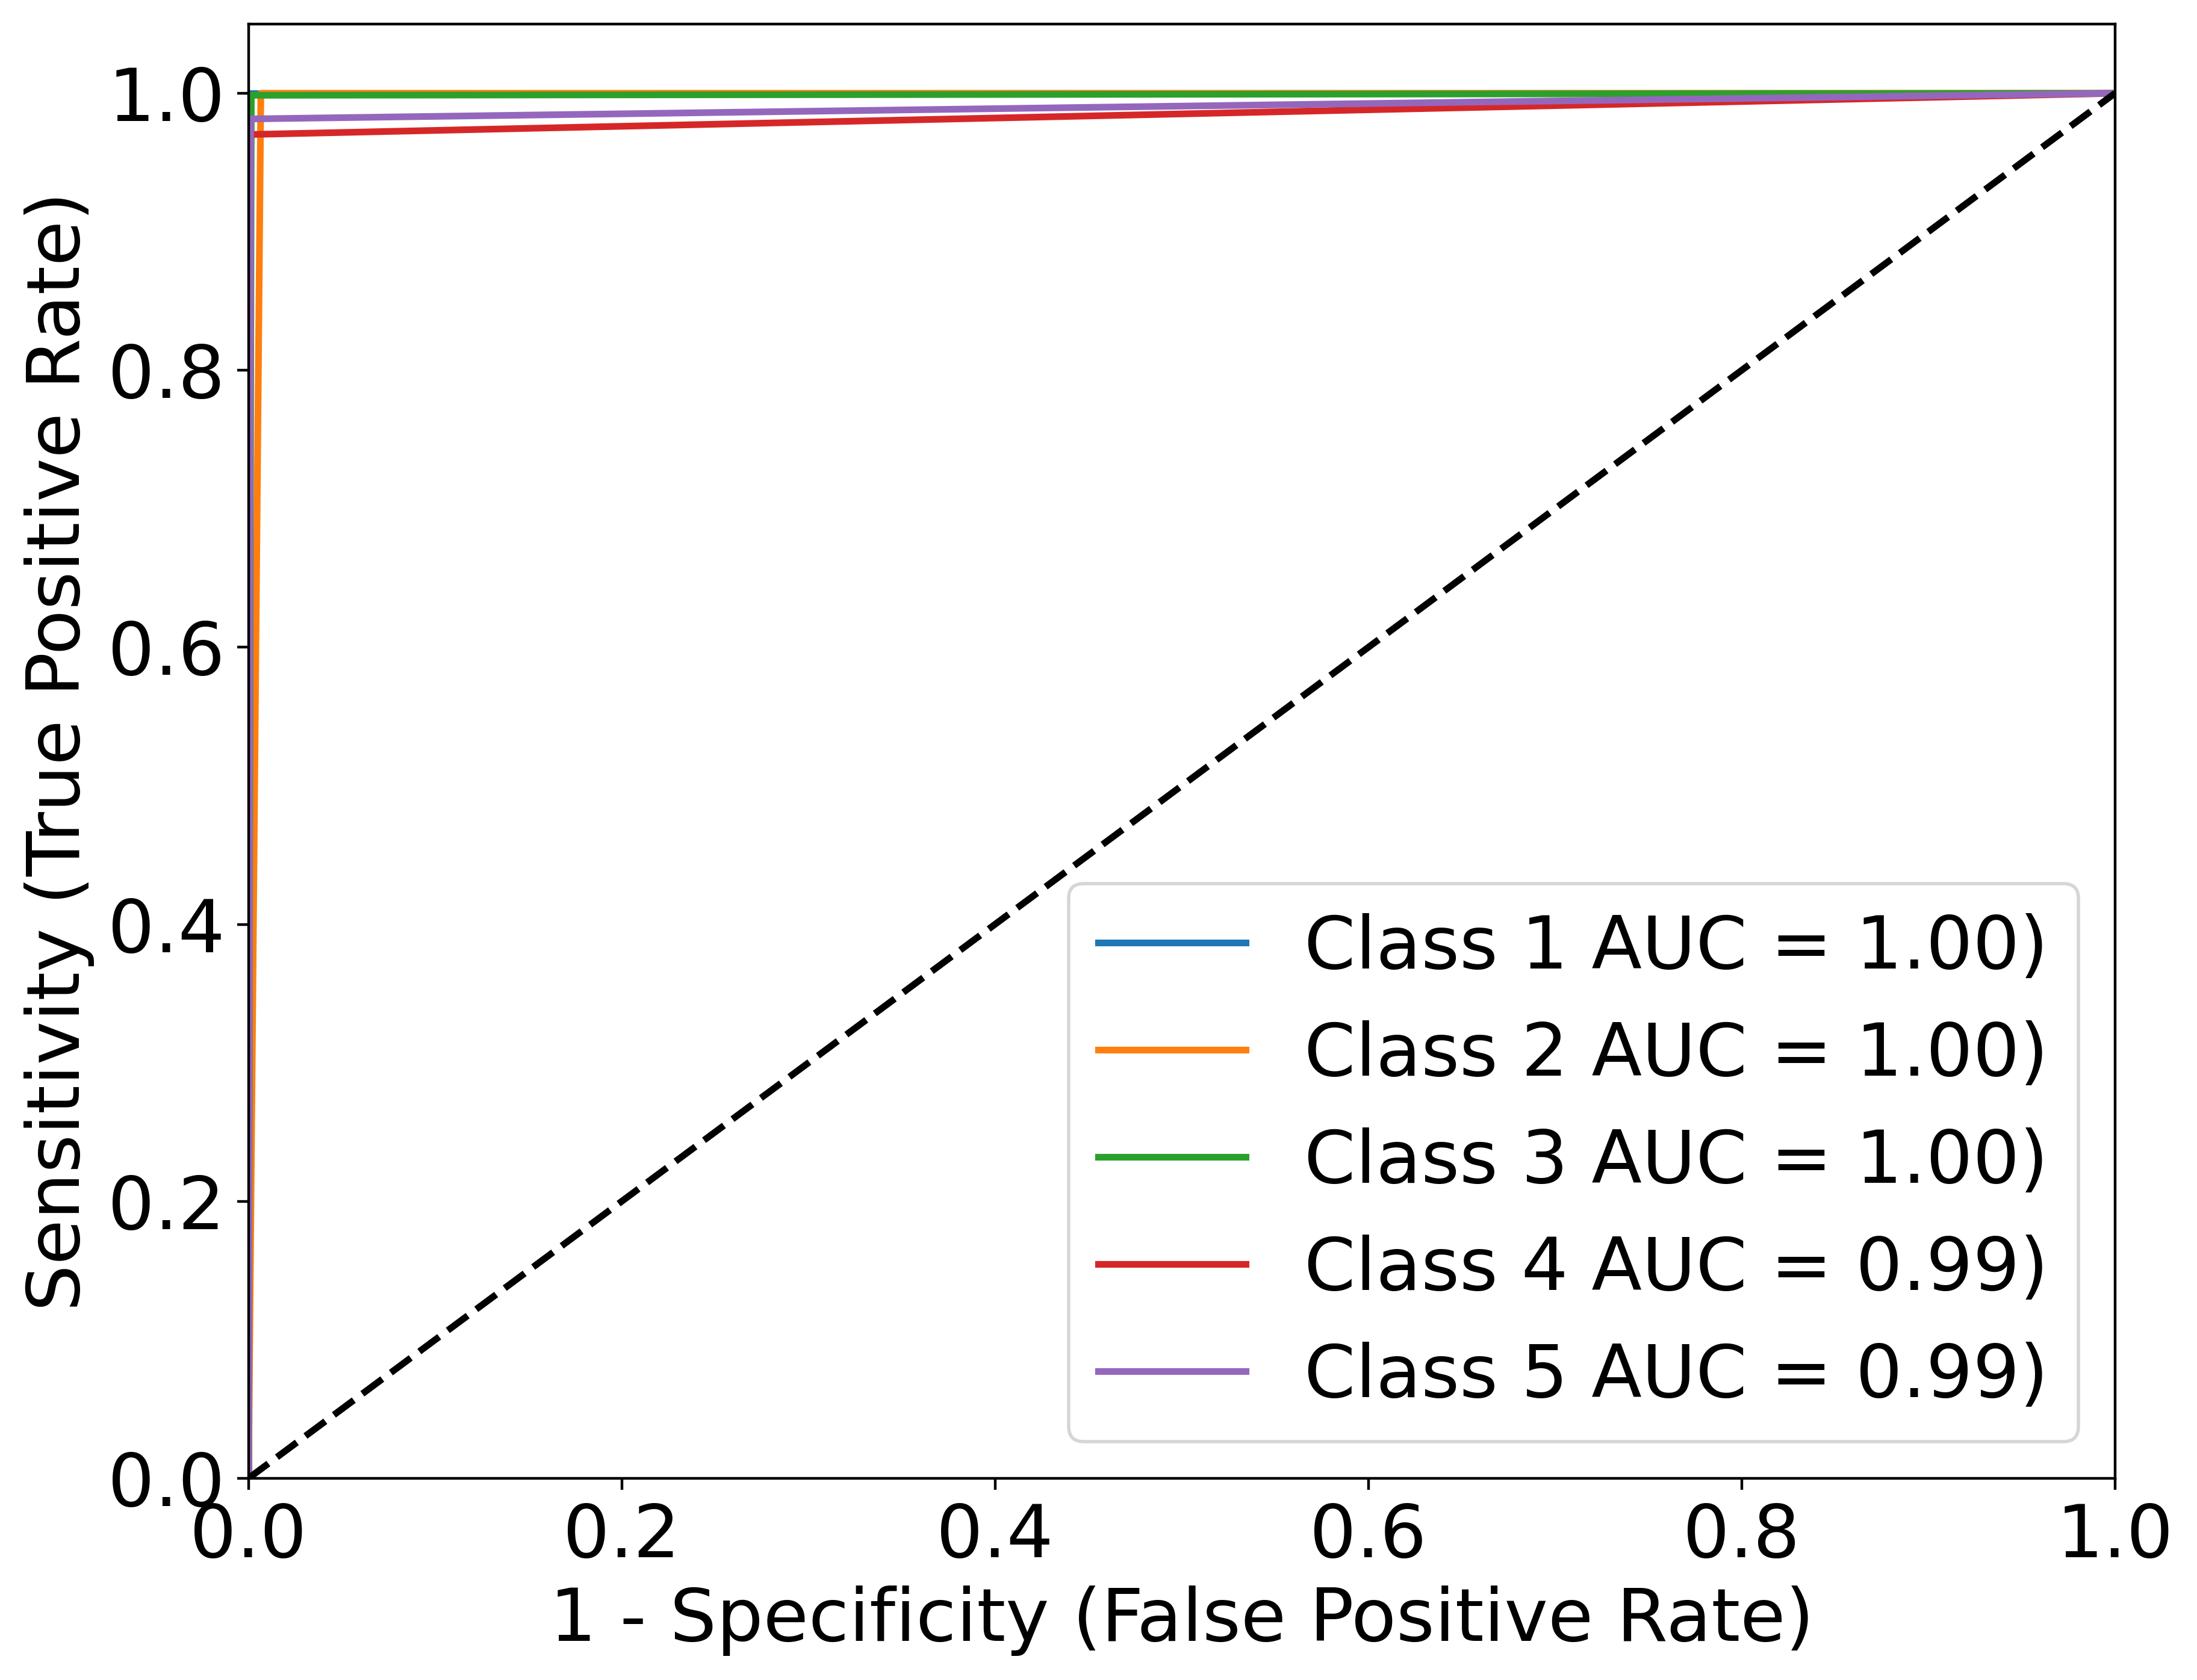 Sensitivity (True Positive Rate)
1.0
0.8
0.6
0.4
0.2
0.0
Class 1 AUC = 1.00)
Class 2 AUC = 1.00)
Class 3 AUC = 1.00)
Class 4 AUC = 0.99)
Class 5 AUC = 0.99)
0.0 0.2 0.4 0.6 0.8 1.0
1 - Specificity (False Positive Rate)